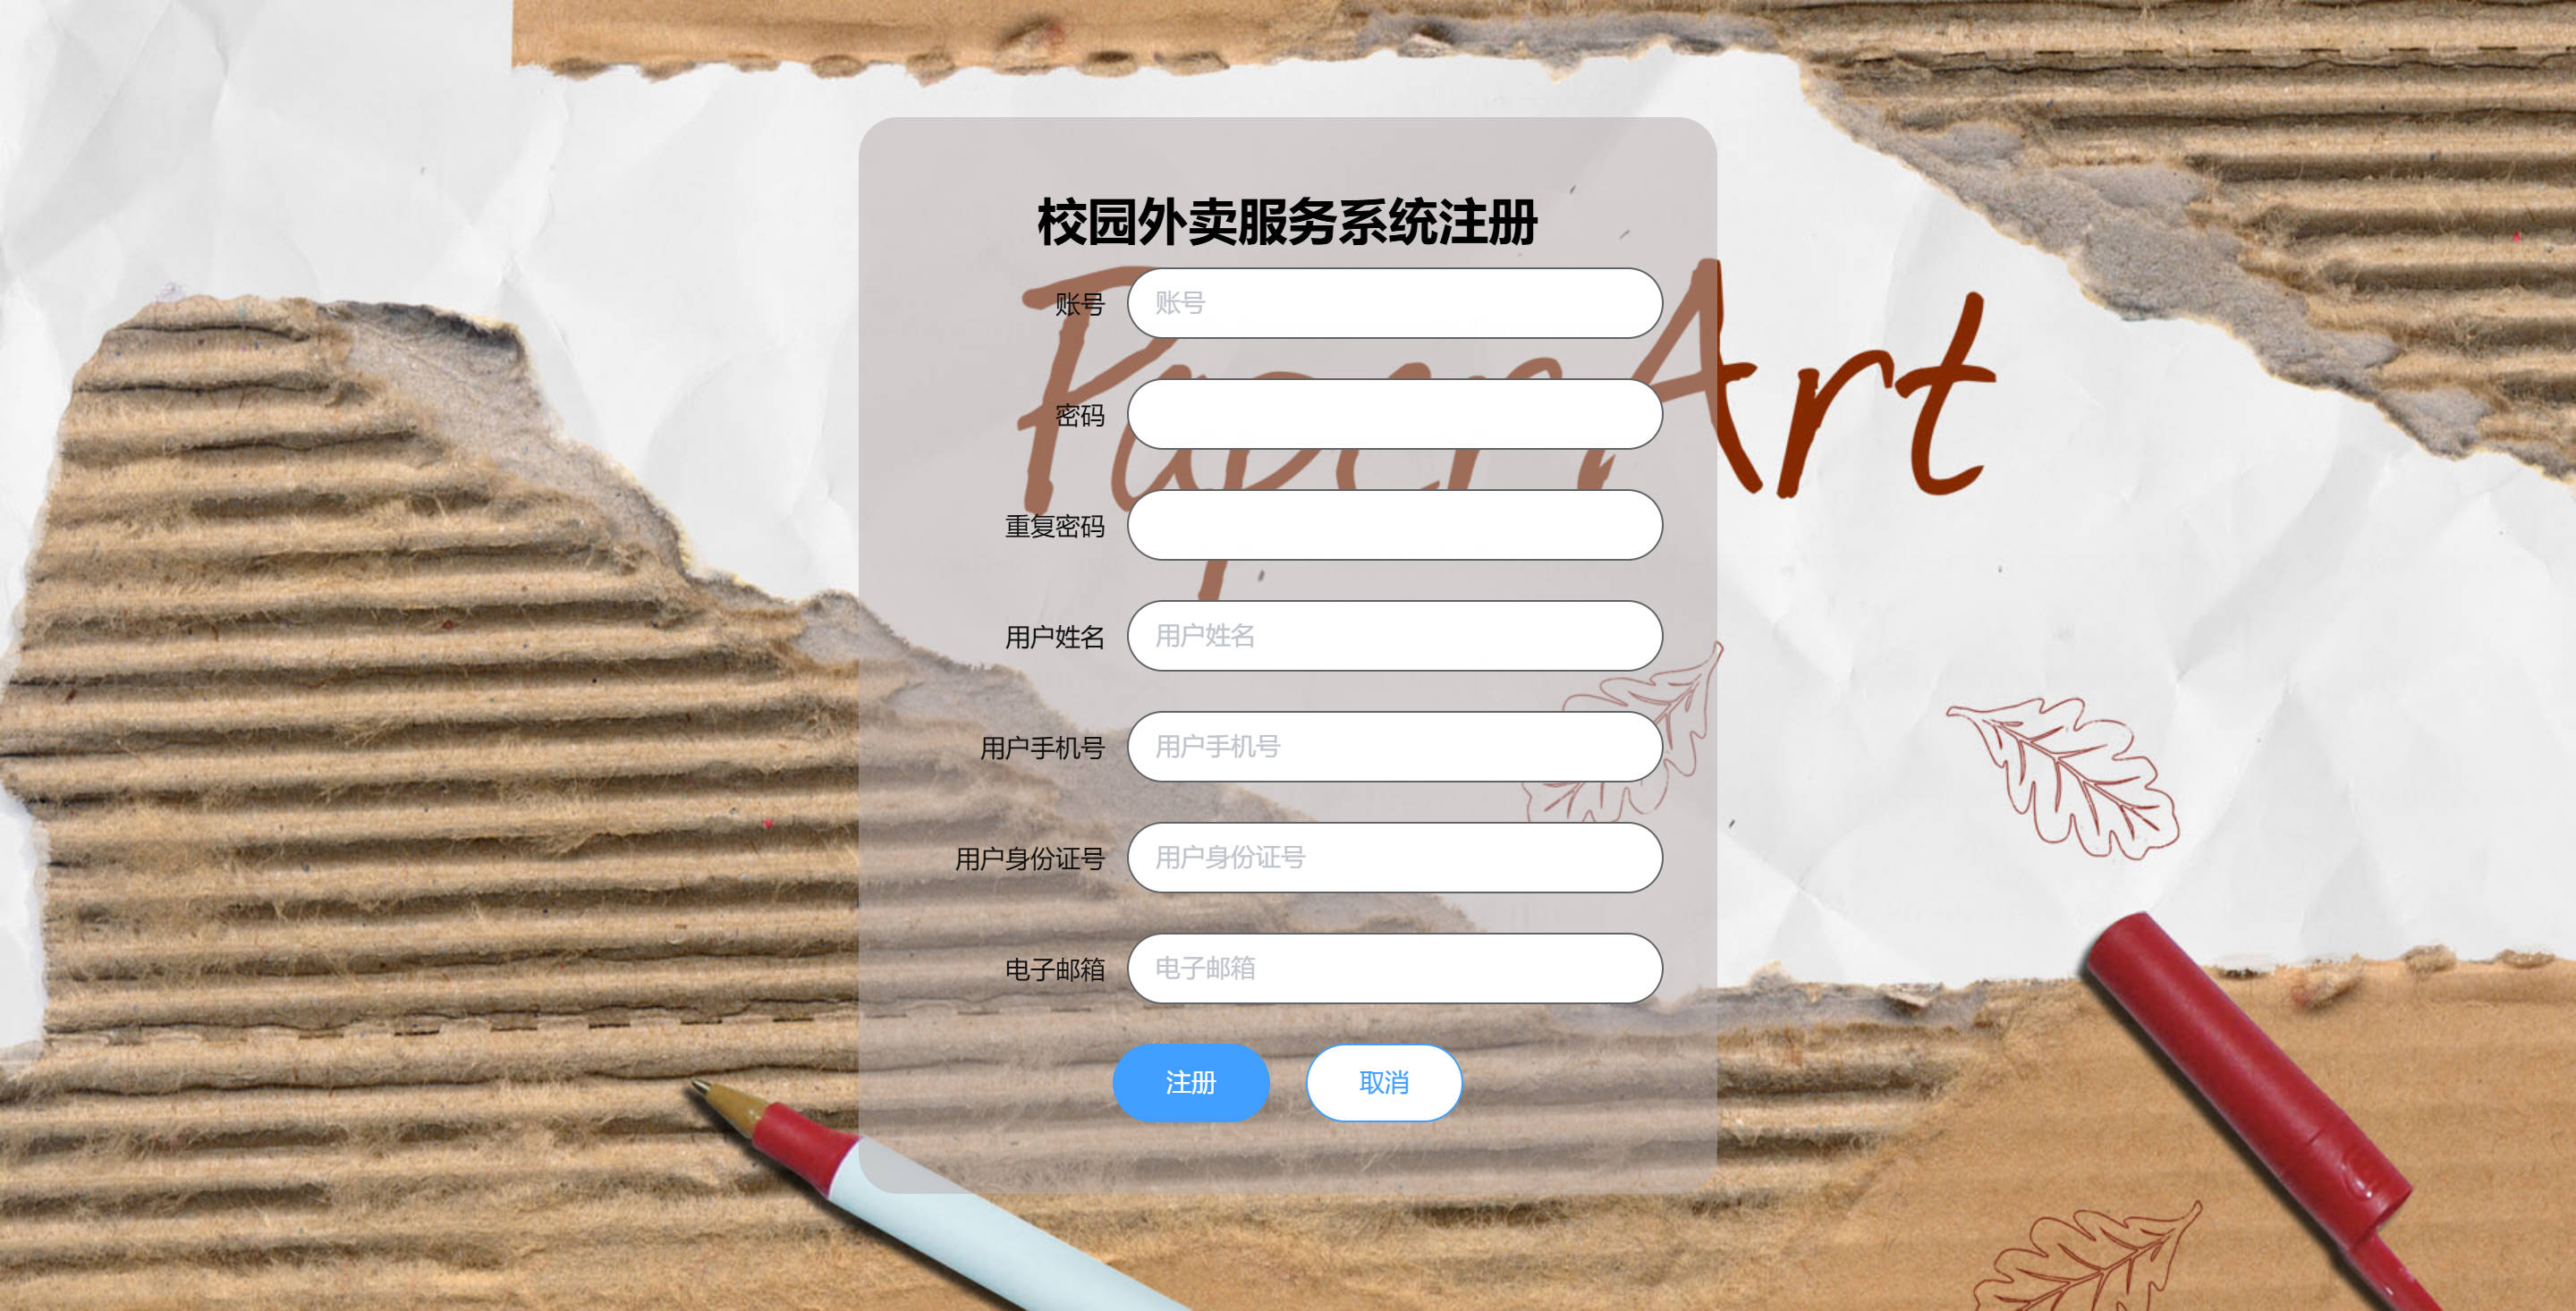 校园外卖服务系统注册
Paper Art
账号 账号
密码
重复密码
用户姓名 用户姓名
用户手机号 用户手机号
用户身份证号 用户身份证号
电子邮箱 电子邮箱
注册 取消